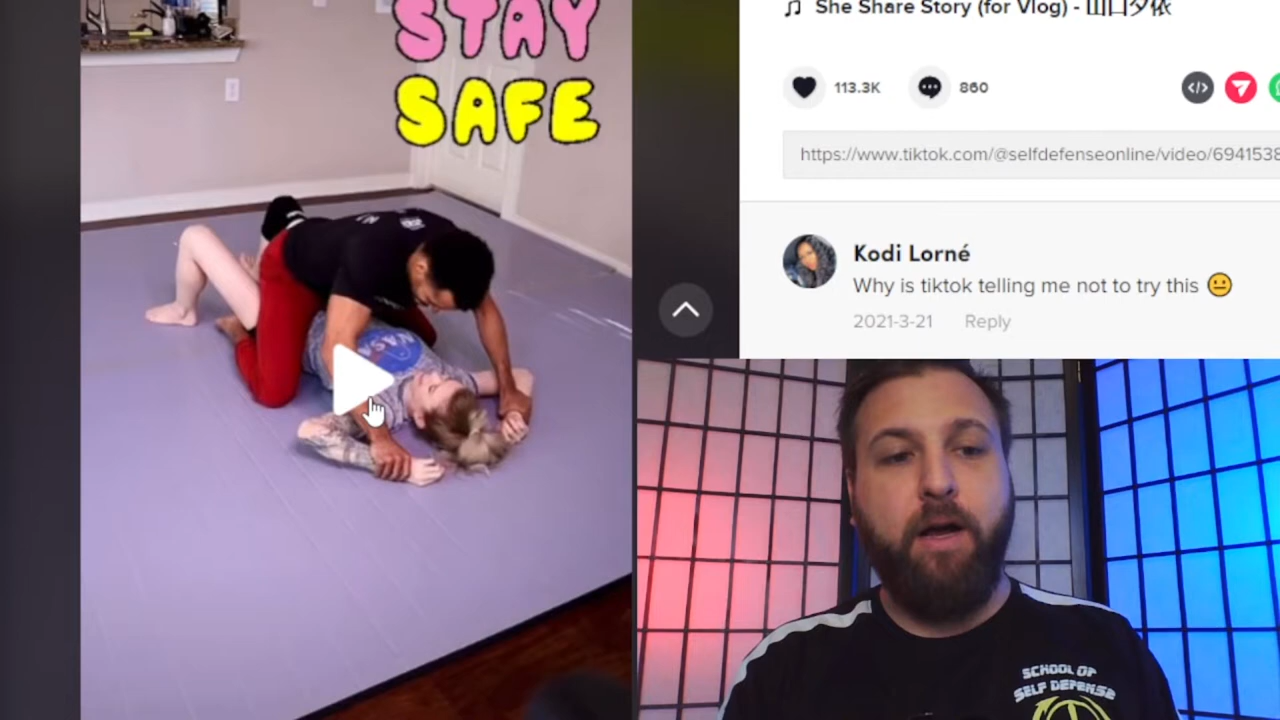 STAY
SAFE
NASA
♫ She Share Story (for Vlog) - 山口夕依
113.3K
860
https://www.tiktok.com/@selfdefenseonline/video/6941538
Kodi Lorné
Why is tiktok telling me not to try this 😐
2021-3-21 Reply
SCHOOL OF
SELF DEFENSE